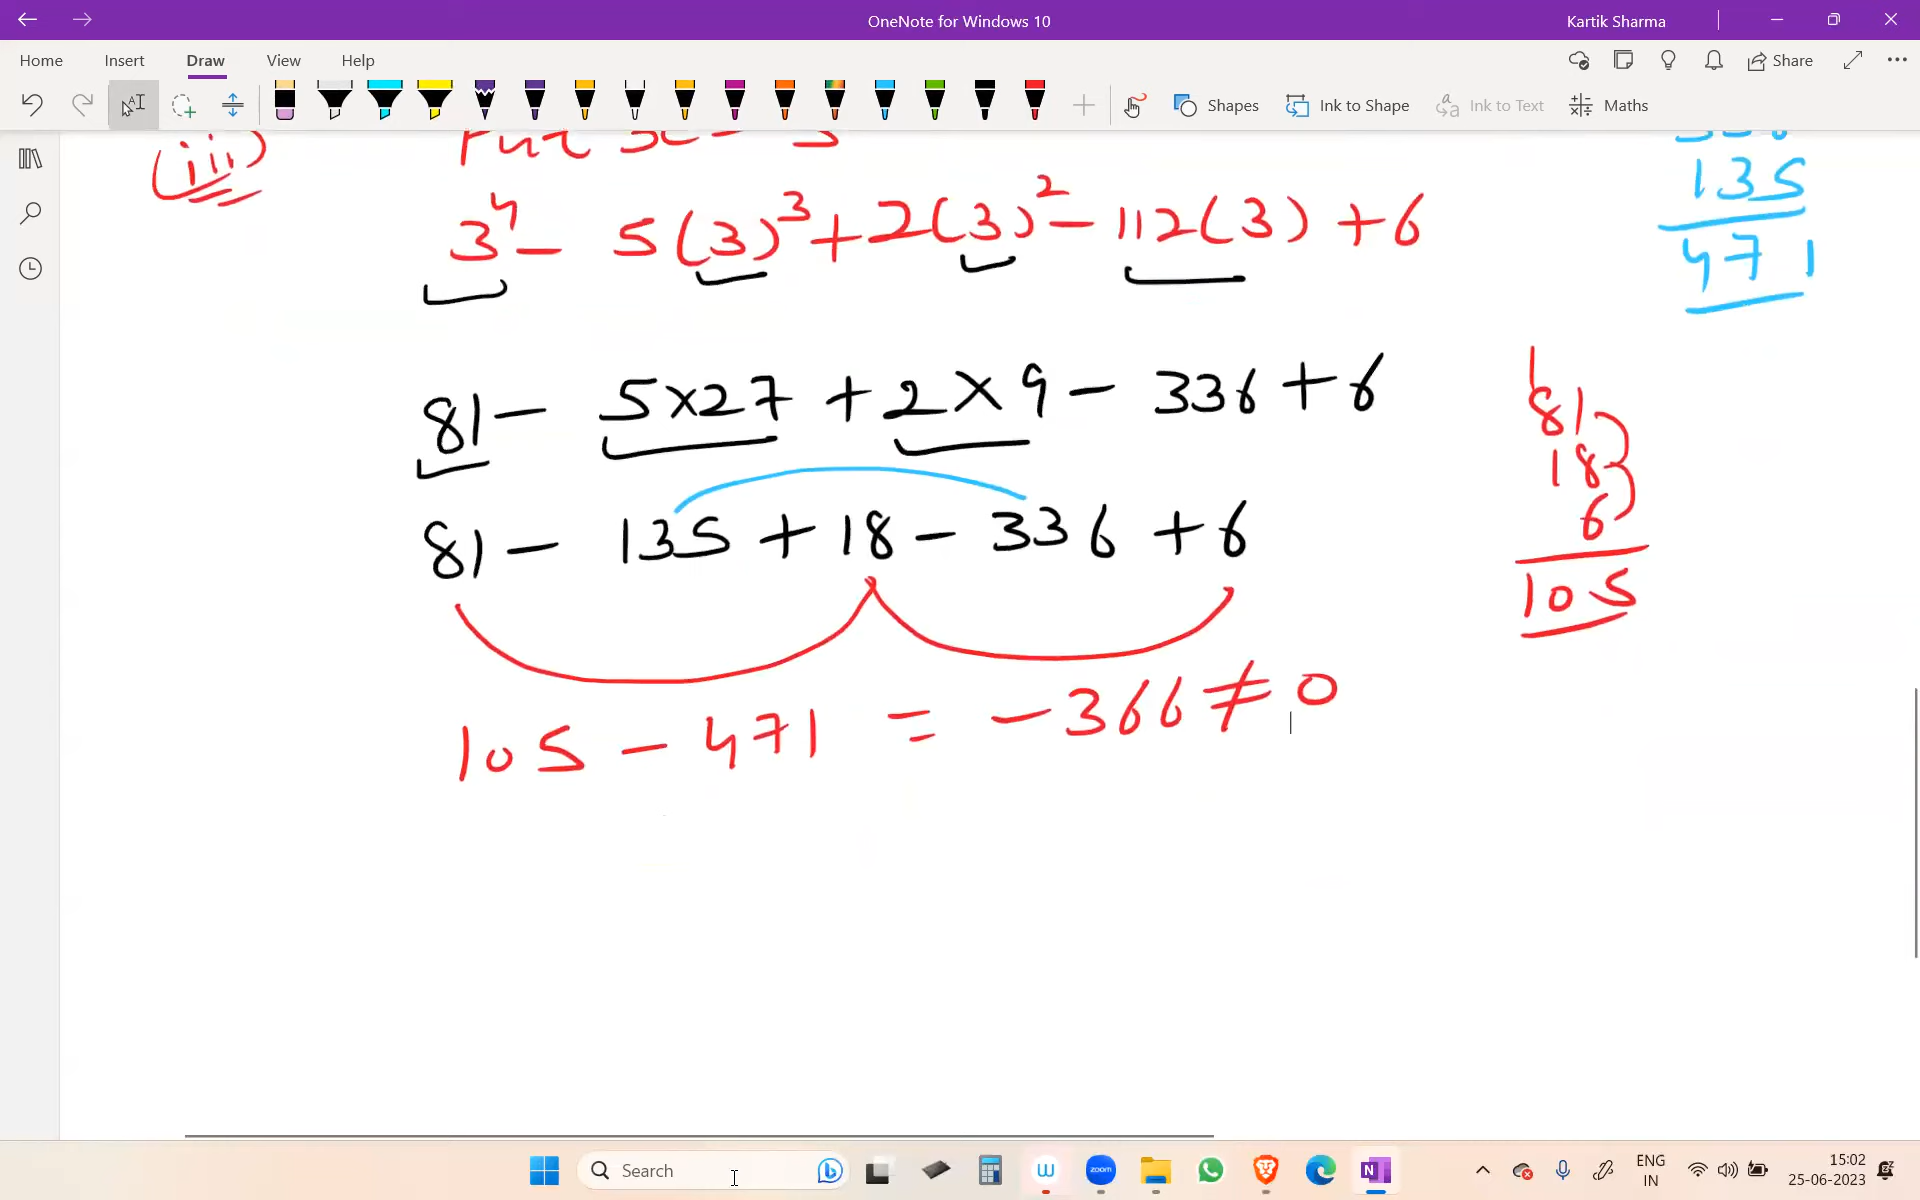 OneNote for Windows 10
Kartik Sharma
Home Insert Draw View Help
Share
Shapes Ink to Shape Ink to Text Maths
(iii)
3⁴ - 5(3)³ + 2(3)² - 112(3) + 6
135
471
81 - 5×27 + 2×9 - 336 + 6
1
81
18
6
105
81 - 135 + 18 - 336 + 6
105 - 471 = -366 ≠ 0
Search
zoom
ENG
IN
15:02
25-06-2023